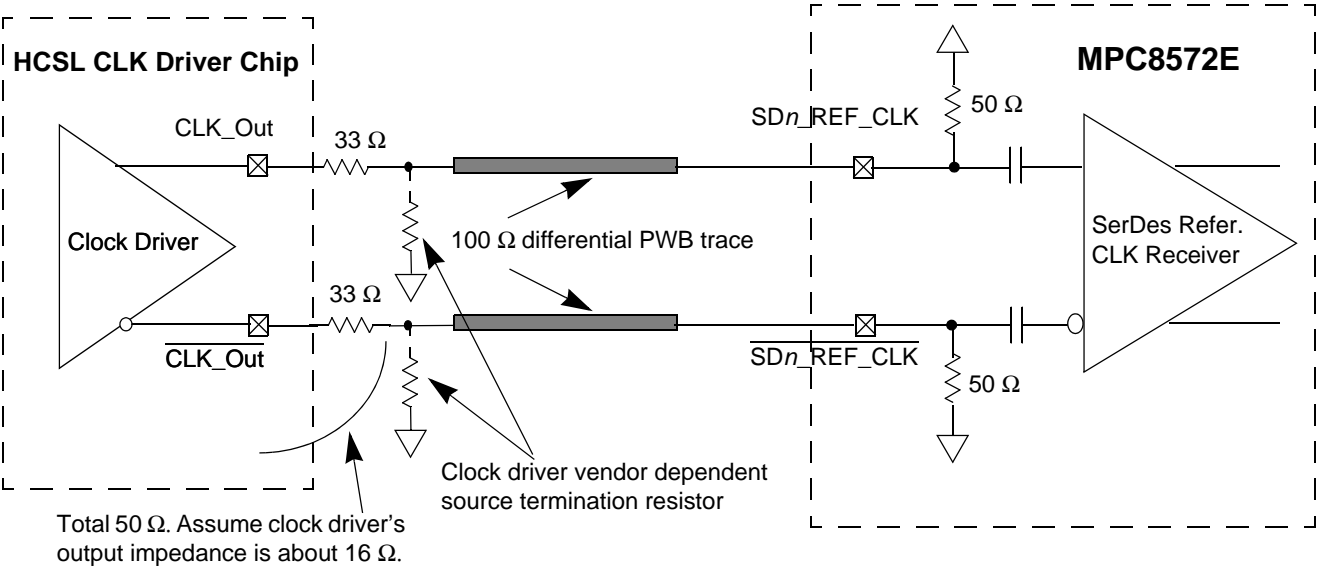 HCSL CLK Driver Chip
MPC8572E
CLK_Out
33 Ω
SDn_REF_CLK
50 Ω
Clock Driver
100 Ω differential PWB trace
SerDes Refer.
CLK Receiver
33 Ω
CLK_Out
SDn_REF_CLK
50 Ω
Clock driver vendor dependent
source termination resistor
Total 50 Ω. Assume clock driver's
output impedance is about 16 Ω.